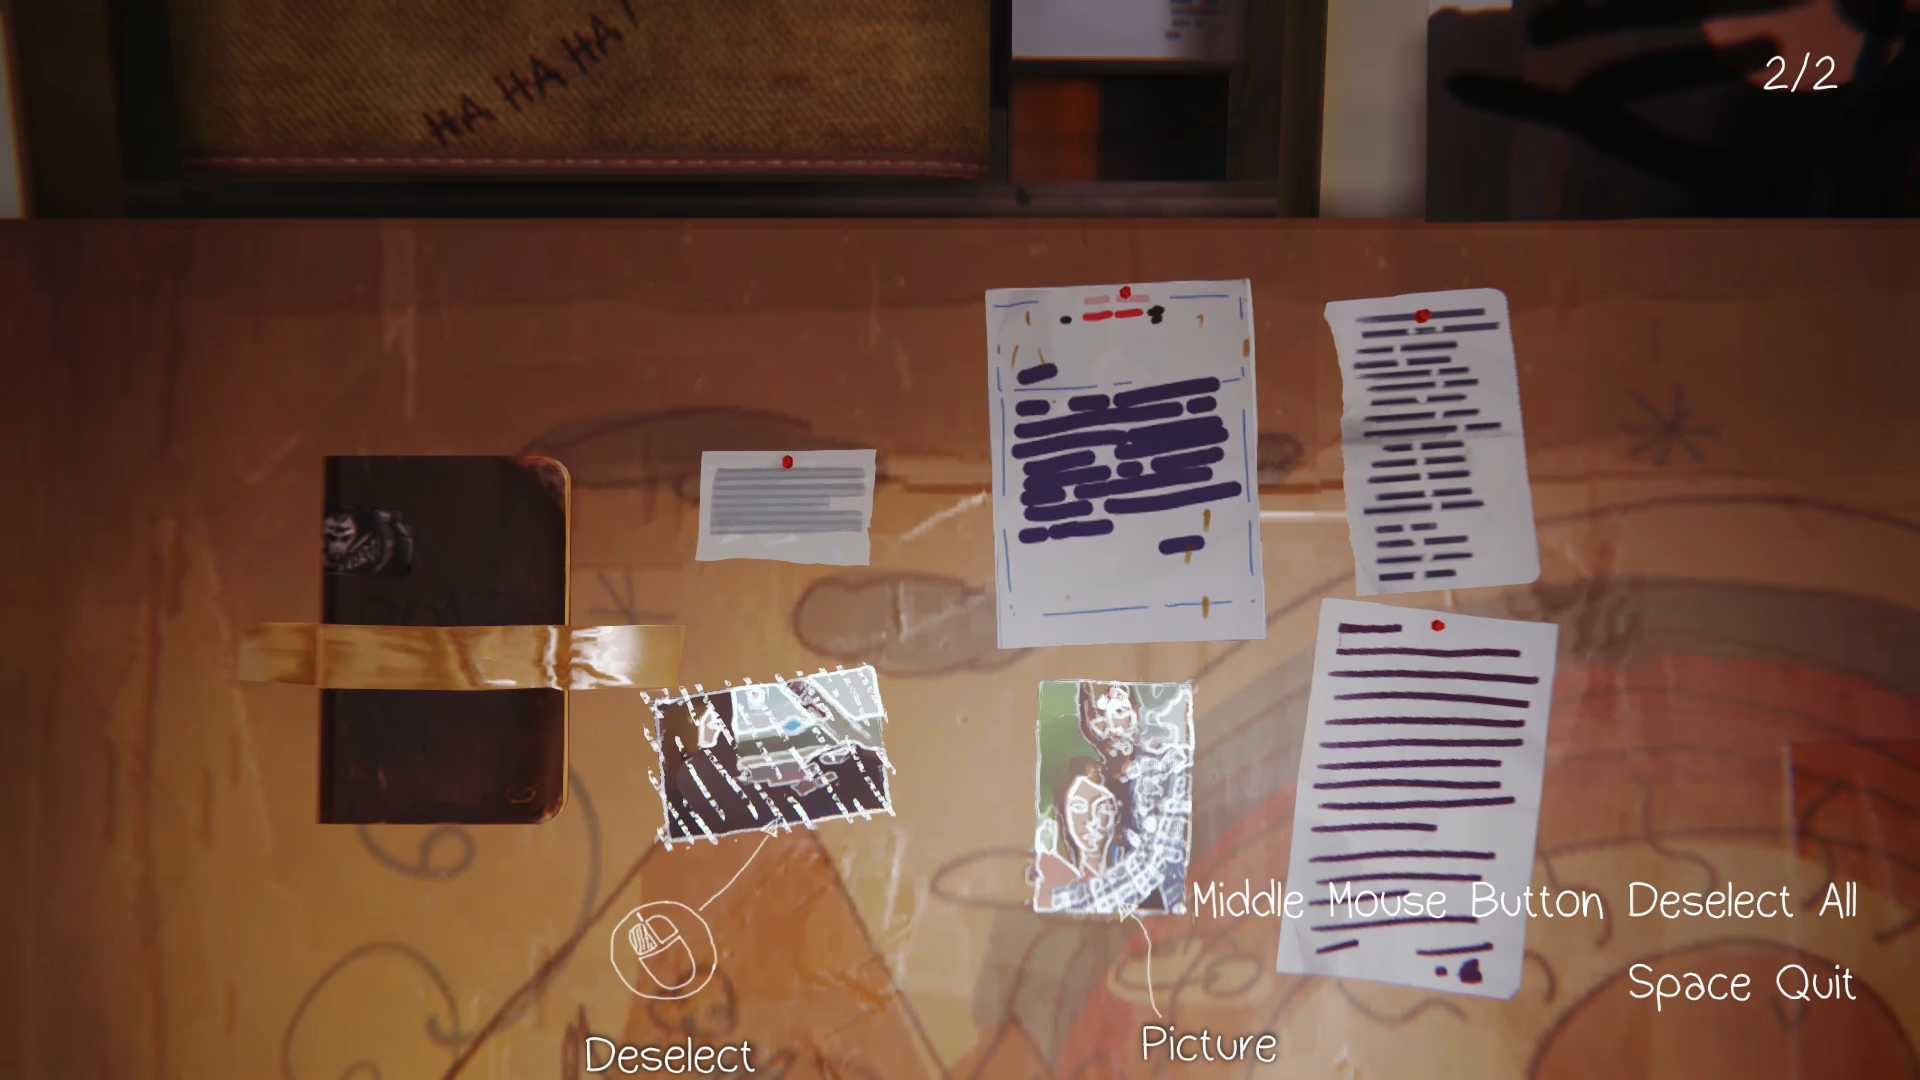 HA HA HA!
2/2
Middle Mouse Button Deselect All
Space Quit
Picture
Deselect